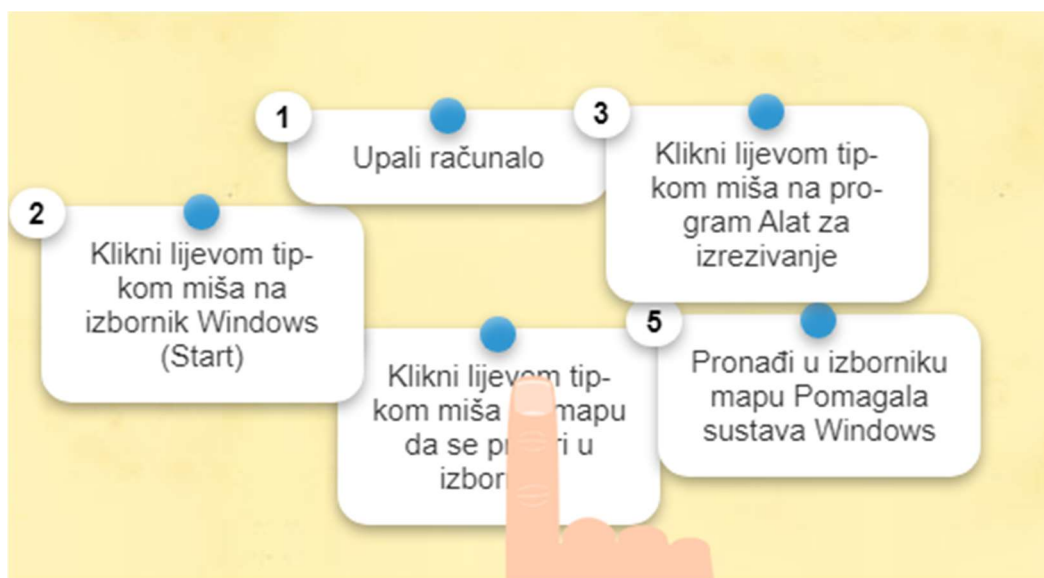 1
Upali računalo
3
Klikni lijevom tip-
kom miša na pro-
gram Alat za
izrezivanje
2
Klikni lijevom tip-
kom miša na
izbornik Windows
(Start)
Klikni lijevom tip-
kom miša mapu
da se u
5
Pronađi u izborniku
mapu Pomagala
sustava Windows